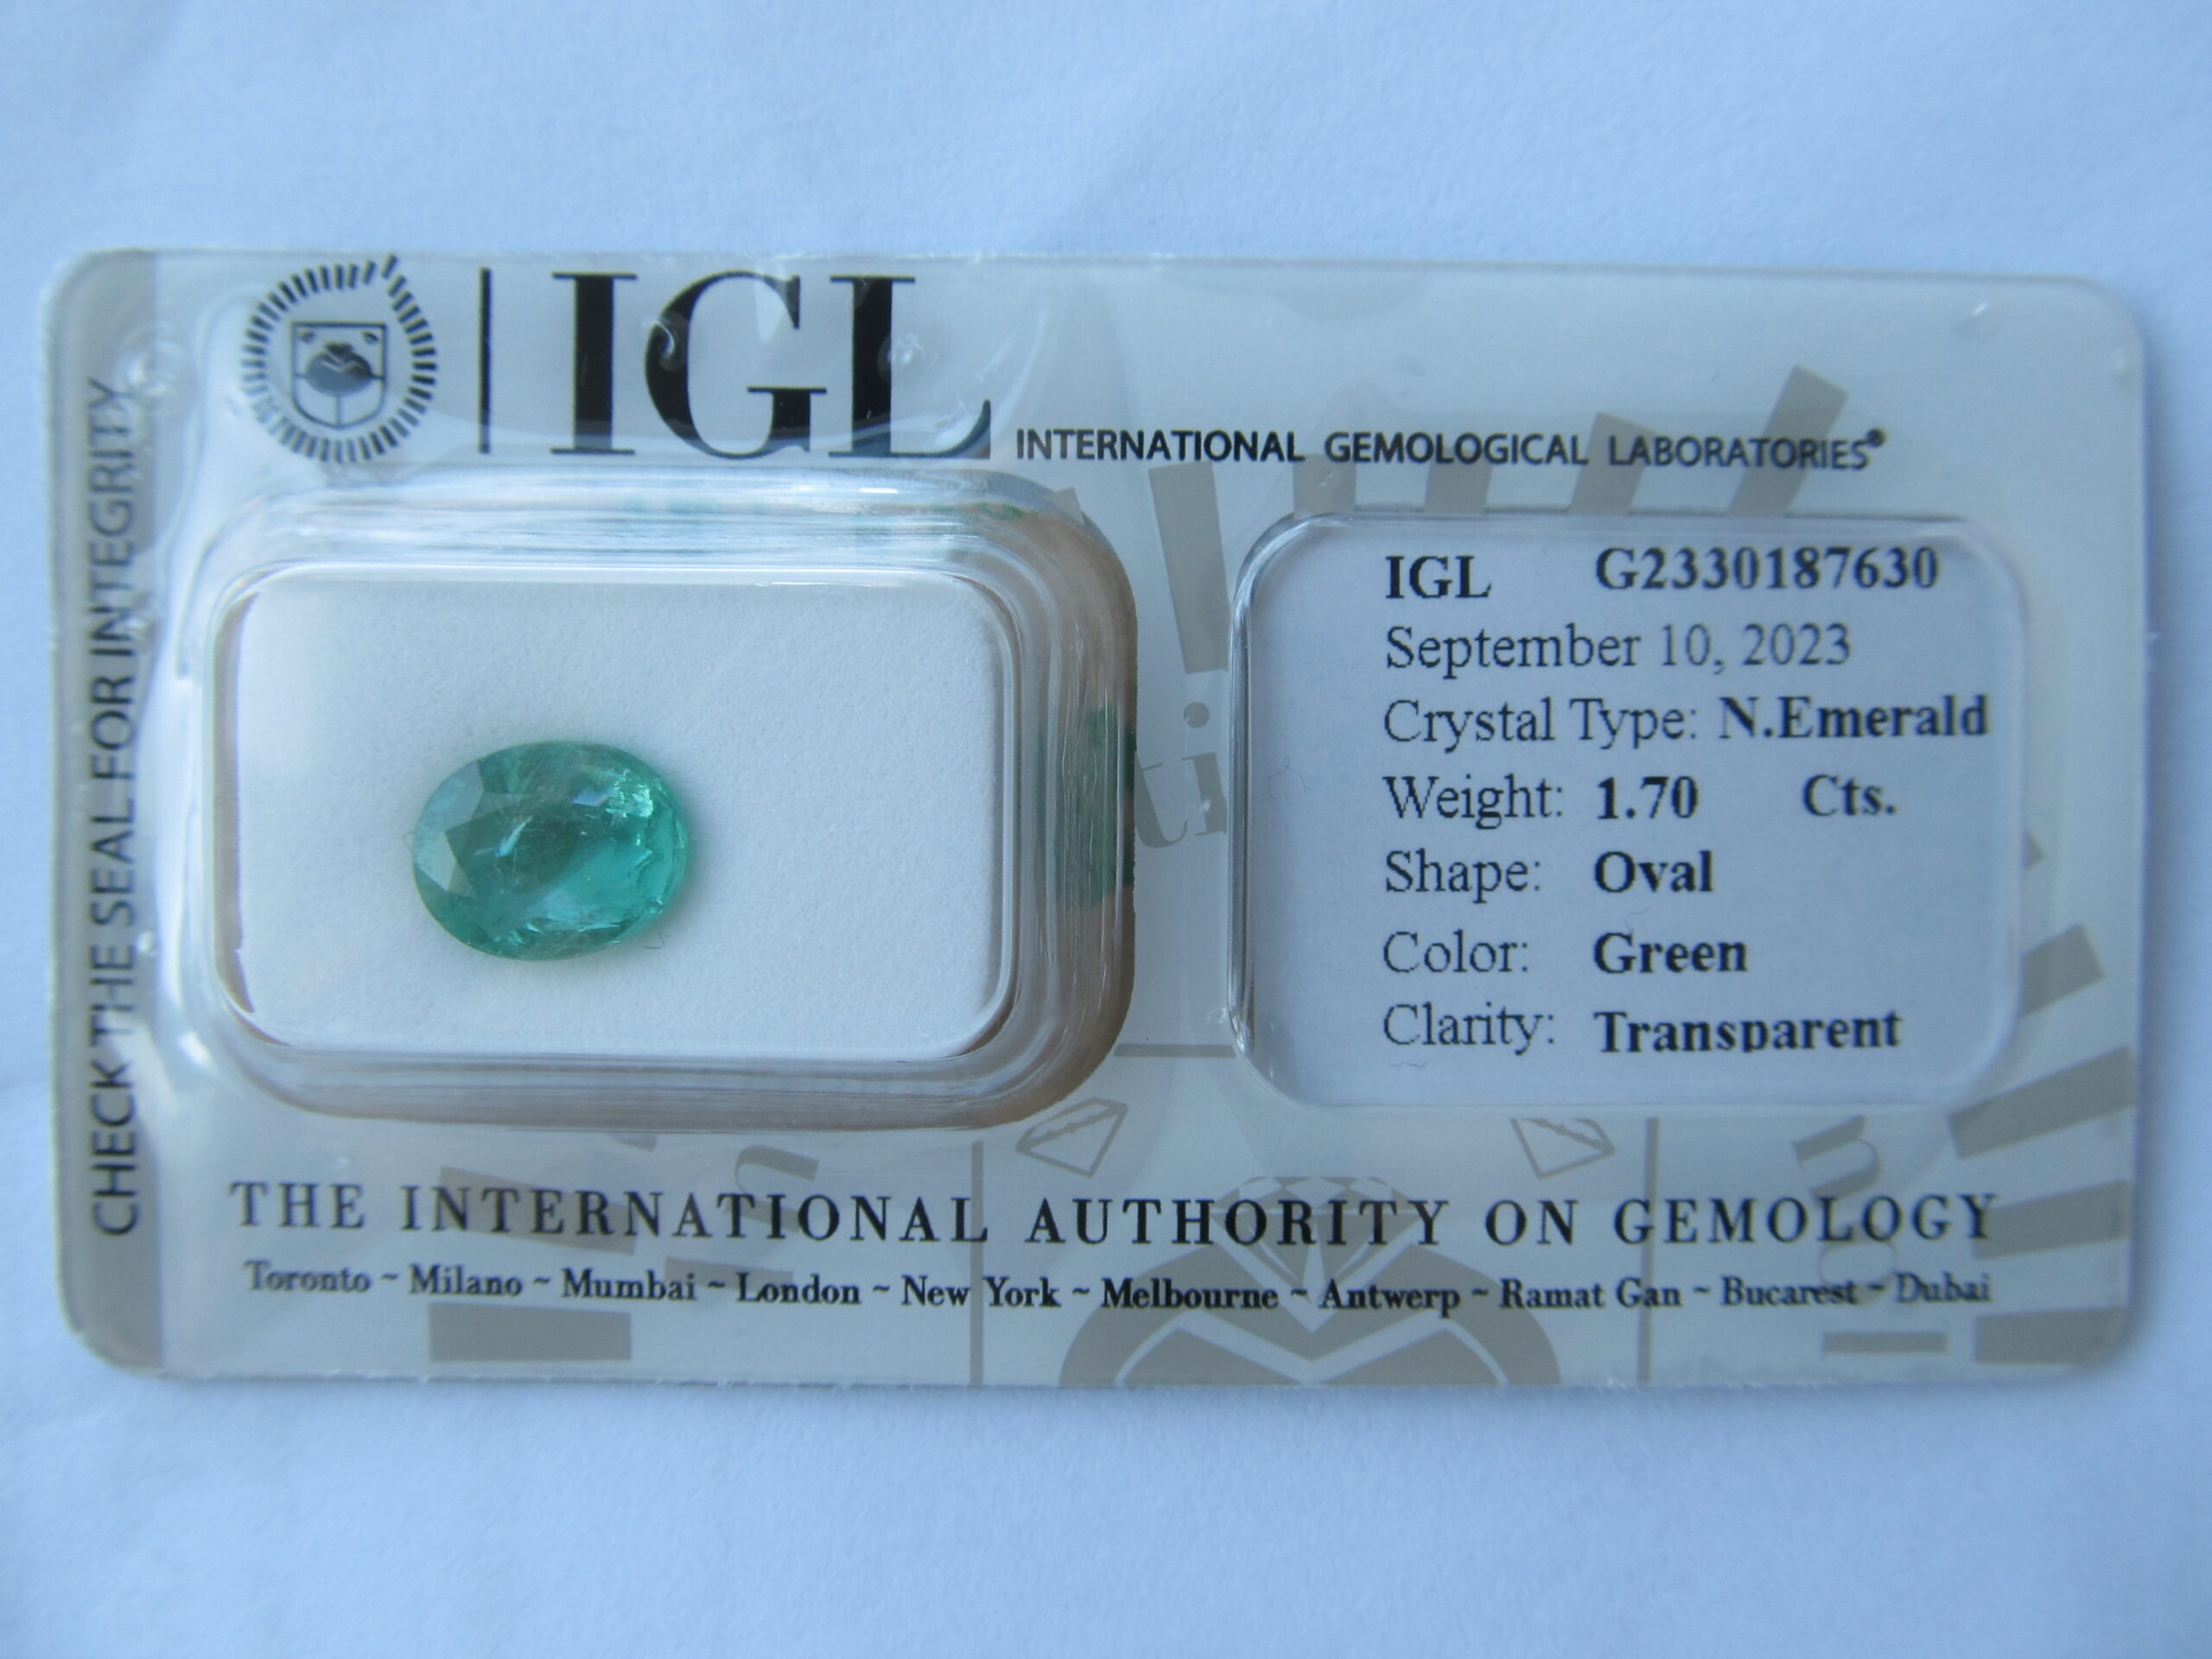 IGL
INTERNATIONAL GEMOLOGICAL LABORATORIES®
CHECK THE SEAL FOR INTEGRITY
IGL G2330187630
September 10, 2023
Crystal Type: N.Emerald
Weight: 1.70 Cts.
Shape: Oval
Color: Green
Clarity: Transparent
THE INTERNATIONAL AUTHORITY ON GEMOLOGY
Toronto ~ Milano ~ Mumbai ~ London ~ New York ~ Melbourne ~ Antwerp ~ Ramat Gan ~ Bucarest ~ Dubai